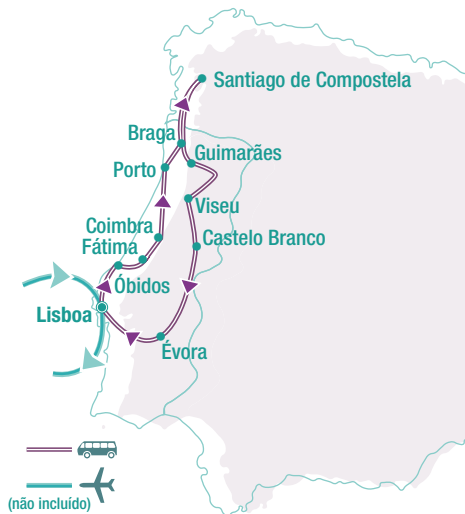 Santiago de Compostela
Braga
Guimarães
Porto
Viseu
Coimbra
Castelo Branco
Fátima
Óbidos
Lisboa
Évora
(não incluído)